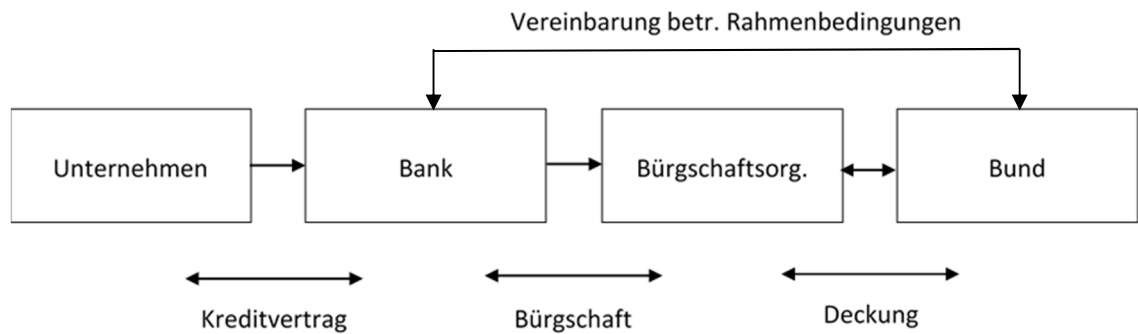 Vereinbarung betr. Rahmenbedingungen
Unternehmen
Bank
Bürgschaftsorg.
Bund
Kreditvertrag
Bürgschaft
Deckung